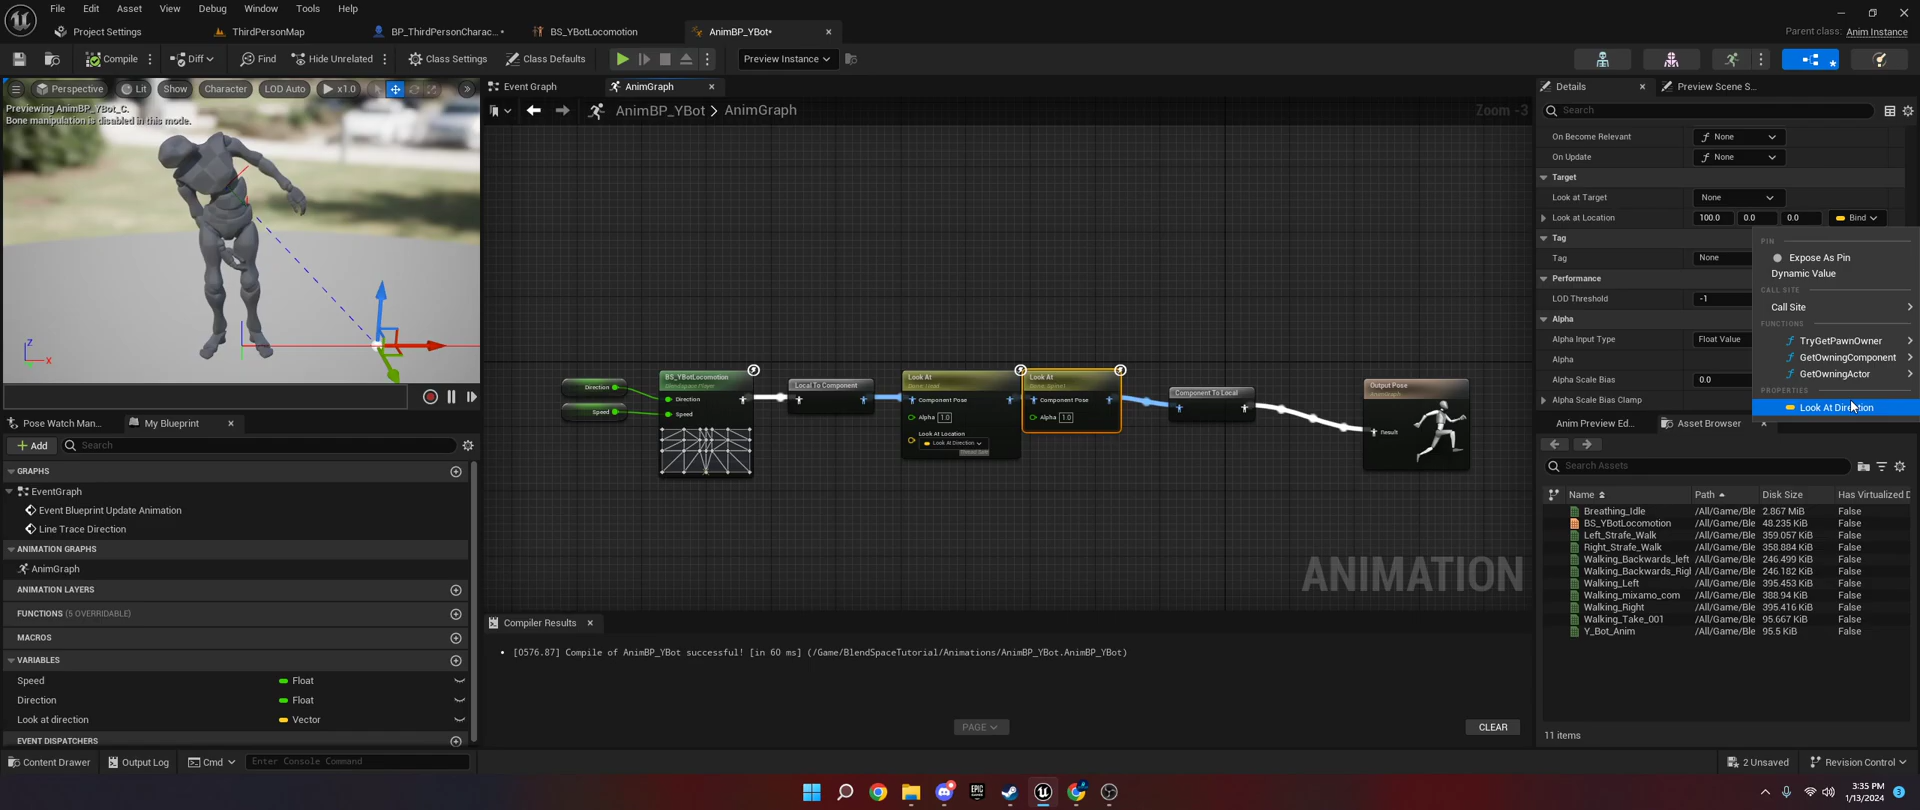 File Edit Asset View Debug Window Tools Help
Project Settings ThirdPersonMap BP_ThirdPersonCharac...* BS_YBotLocomotion AnimBP_YBot*
Parent class: Anim Instance
Compile Diff Find Hide Unrelated Class Settings Class Defaults Preview Instance
Perspective Lit Show Character LOD Auto x1.0
Previewing AnimBP_YBot_C.
Bone manipulation is disabled in this mode.
Z
X
Event Graph AnimGraph
AnimBP_YBot > AnimGraph
Zoom -3
Direction
Speed
BS_YBotLocomotion
Blendspace Player
Direction
Speed
Local To Component
Look At
Component Pose
Alpha 1.0
Look At Location
Look At Direction
Thread Safe
Look At
Bone: Spine1
Component Pose
Alpha 1.0
Component To Local
Output Pose
AnimGraph
Result
ANIMATION
Compiler Results
[0576.87] Compile of AnimBP_YBot successful! [in 60 ms] (/Game/BlendSpaceTutorial/Animations/AnimBP_YBot.AnimBP_YBot)
PAGE
CLEAR
Pose Watch Man... My Blueprint
Add Search
GRAPHS
EventGraph
Event Blueprint Update Animation
Line Trace Direction
ANIMATION GRAPHS
AnimGraph
ANIMATION LAYERS
FUNCTIONS (5 OVERRIDABLE)
MACROS
VARIABLES
Speed Float
Direction Float
Look at direction Vector
EVENT DISPATCHERS
Details Preview Scene S...
Search
On Become Relevant None
On Update None
Target
Look at Target None
Look at Location 100.0 0.0 0.0 Bind
Tag
Tag None
Performance
LOD Threshold -1
Alpha
Alpha Input Type Float Value
Alpha
Alpha Scale Bias 0.0
Alpha Scale Bias Clamp
PIN
Expose As Pin
Dynamic Value
CALL SITE
Call Site
FUNCTIONS
TryGetPawnOwner
GetOwningComponent
GetOwningActor
PROPERTIES
Look At Direction
Anim Preview Ed... Asset Browser
Search Assets
Name Path Disk Size Has Virtualized D
Breathing_Idle /All/Game/Ble 2.867 MiB False
BS_YBotLocomotion /All/Game/Ble 48.235 KiB False
Left_Strafe_Walk /All/Game/Ble 359.057 KiB False
Right_Strafe_Walk /All/Game/Ble 358.884 KiB False
Walking_Backwards_left /All/Game/Ble 246.499 KiB False
Walking_Backwards_Righ /All/Game/Ble 246.182 KiB False
Walking_Left /All/Game/Ble 395.453 KiB False
Walking_mixamo_com /All/Game/Ble 388.94 KiB False
Walking_Right /All/Game/Ble 395.416 KiB False
Walking_Take_001 /All/Game/Ble 95.667 KiB False
Y_Bot_Anim /All/Game/Ble 95.5 KiB False
11 items
Content Drawer Output Log Cmd Enter Console Command
2 Unsaved Revision Control
EPIC GAMES
3:35 PM
1/13/2024
3